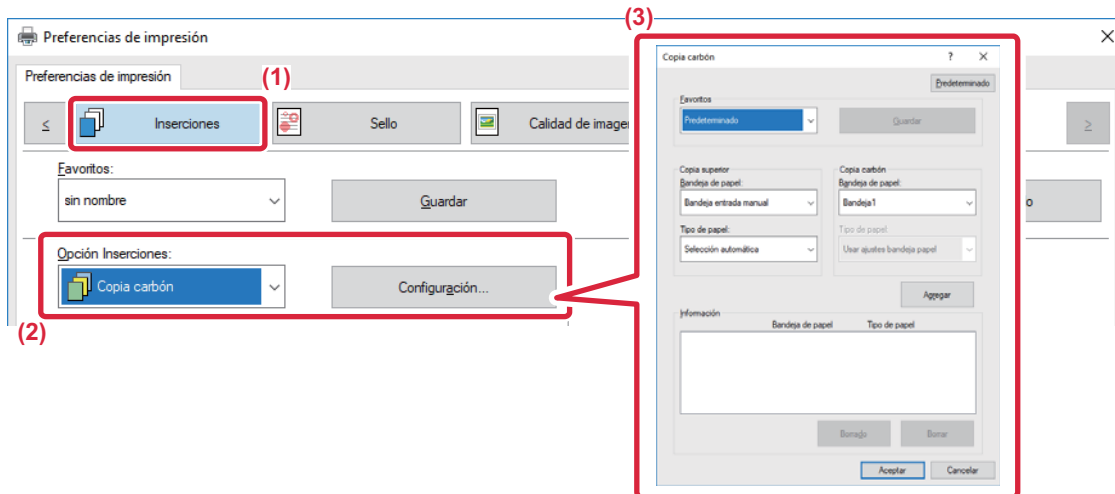 (3)
Preferencias de impresión
Preferencias de impresión
(1)
< Inserciones Sello Calidad de imagen >
Favoritos:
sin nombre Guardar o
Opción Inserciones:
Copia carbón Configuración...
(2)
Copia carbón ?
Predeterminado
Favoritos
Predeterminado Guardar
Copia superior Copia carbón
Bandeja de papel: Bandeja de papel:
Bandeja entrada manual Bandeja1
Tipo de papel: Tipo de papel:
Selección automática Usar ajustes bandeja papel
Agregar
Información
Bandeja de papel Tipo de papel
Borrado Borrar
Aceptar Cancelar